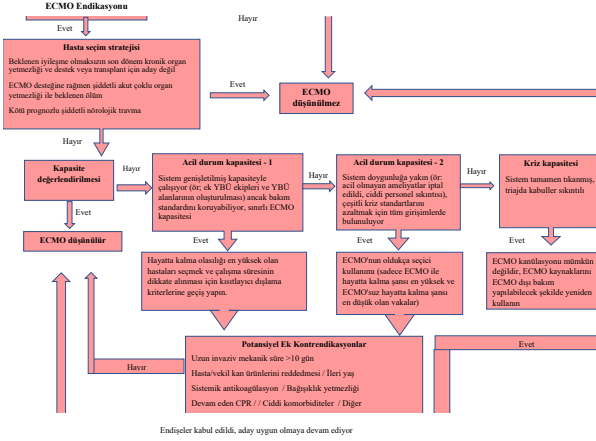 ECMO Endikasyonu
Hayır
Evet
Hasta seçim stratejisi
Beklenen iyileşme olmaksızın son dönem kronik organ
yetmezliği ve destek veya transplant için aday değil
ECMO desteğine rağmen şiddetli akut çoklu organ
yetmezliği ile beklenen ölüm
Kötü prognozlu şiddetli nörolojik travma
Evet
ECMO
düşünülmez
Hayır
Kapasite
değerlendirilmesi
Hayır
Evet
ECMO düşünülür
Acil durum kapasitesi - 1
Sistem genişletilmiş kapasiteyle
çalışıyor (ör; ek YBÜ ekipleri ve YBÜ
alanlarının oluşturulması) ancak bakım
standardını koruyabiliyor, sınırlı ECMO
kapasitesi
Hayır
Acil durum kapasitesi - 2
Sistem doygunluğa yakın (ör:
acil olmayan ameliyatlar iptal
edildi, ciddi personel sıkıntısı),
çeşitli kriz standartlarını
azaltmak için tüm girişimlerde
bulunuluyor
Hayır
Kriz kapasitesi
Sistem tamamen tıkanmış,
triajda kabuller sıkıntılı
Evet
Evet
Evet
Hayatta kalma olasılığı en yüksek olan
hastaları seçmek ve çalışma süresinin
dikkate alınması için kısıtlayıcı dışlama
kriterlerine geçiş yapın.
ECMO'nun oldukça seçici
kullanımı (sadece ECMO ile
hayatta kalma şansı en yüksek ve
ECMO'suz hayatta kalma şansı
en düşük olan vakalar)
ECMO kanülasyonu mümkün
değildir, ECMO kaynaklarını
ECMO dışı bakım
yapılabilecek şekilde yeniden
kullanın
Potansiyel Ek Kontrendikasyonlar
Uzun invaziv mekanik süre >10 gün
Hasta/vekil kan ürünlerini reddedmesi / İleri yaş
Sistemik antikoagülasyon / Bağışıklık yetmezliği
Devam eden CPR / / Ciddi komorbiditeler / Diğer
Hayır
Evet
Endişeler kabul edildi, aday uygun olmaya devam ediyor